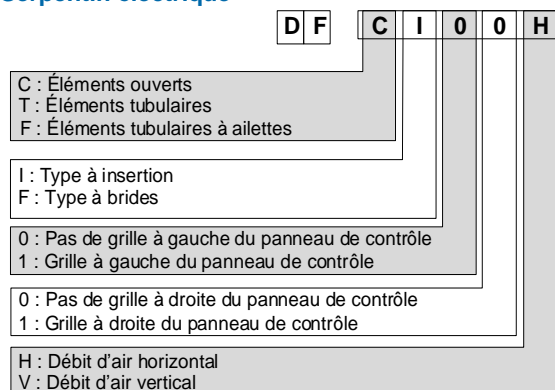 Serpentin électrique
D F C I 0 0 H
C : Éléments ouverts
T : Éléments tubulaires
F : Éléments tubulaires à ailettes
I : Type à insertion
F : Type à brides
0 : Pas de grille à gauche du panneau de contrôle
1 : Grille à gauche du panneau de contrôle
0 : Pas de grille à droite du panneau de contrôle
1 : Grille à droite du panneau de contrôle
H : Débit d'air horizontal
V : Débit d'air vertical